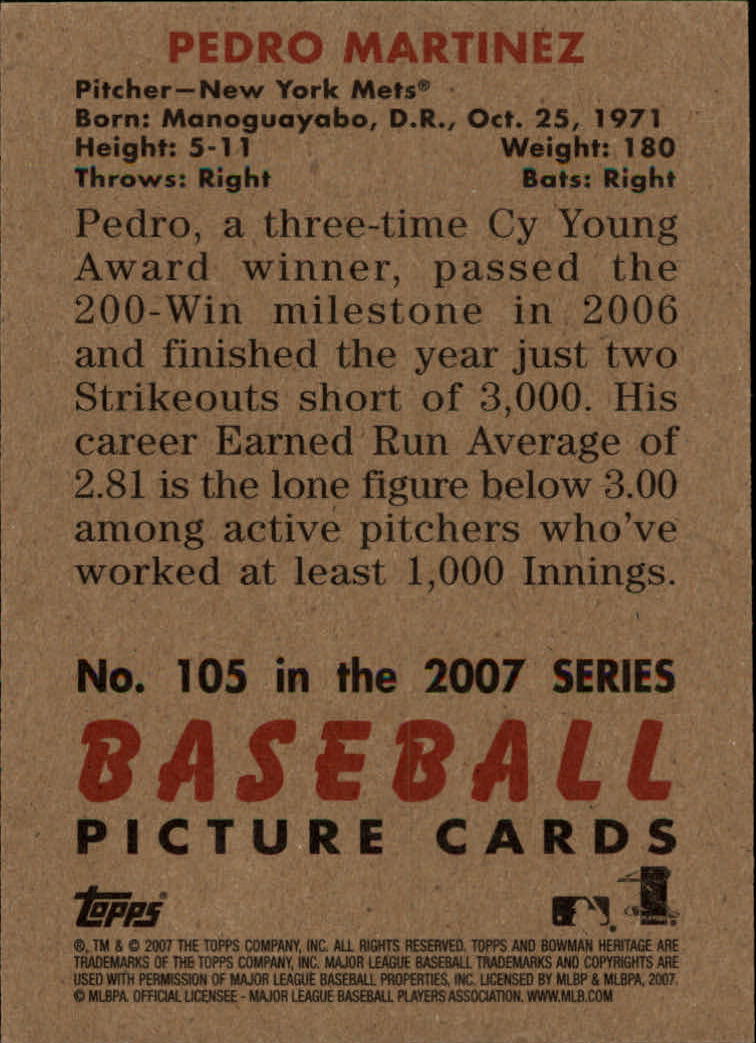 PEDRO MARTINEZ
Pitcher—New York Mets®
Born: Manoguayabo, D.R., Oct. 25, 1971
Height: 5-11 Weight: 180
Throws: Right Bats: Right
Pedro, a three-time Cy Young
Award winner, passed the
200-Win milestone in 2006
and finished the year just two
Strikeouts short of 3,000. His
career Earned Run Average of
2.81 is the lone figure below 3.00
among active pitchers who've
worked at least 1,000 Innings.
No. 105 in the 2007 SERIES
BASEBALL
PICTURE CARDS
Topps®
®, TM & © 2007 THE TOPPS COMPANY, INC. ALL RIGHTS RESERVED. TOPPS AND BOWMAN HERITAGE ARE
TRADEMARKS OF THE TOPPS COMPANY, INC. MAJOR LEAGUE BASEBALL TRADEMARKS AND COPYRIGHTS ARE
USED WITH PERMISSION OF MAJOR LEAGUE BASEBALL PROPERTIES, INC. LICENSED BY MLBP & MLBPA, 2007.
© MLBPA. OFFICIAL LICENSEE - MAJOR LEAGUE BASEBALL PLAYERS ASSOCIATION. WWW.MLB.COM